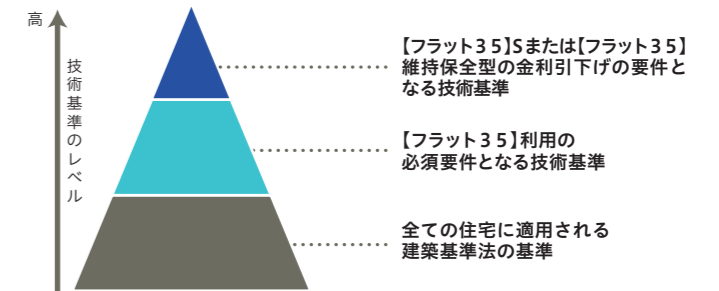 高
技術基準のレベル
【フラット３５】Sまたは【フラット３５】
維持保全型の金利引下げの要件と
なる技術基準
【フラット３５】利用の
必須要件となる技術基準
全ての住宅に適用される
建築基準法の基準